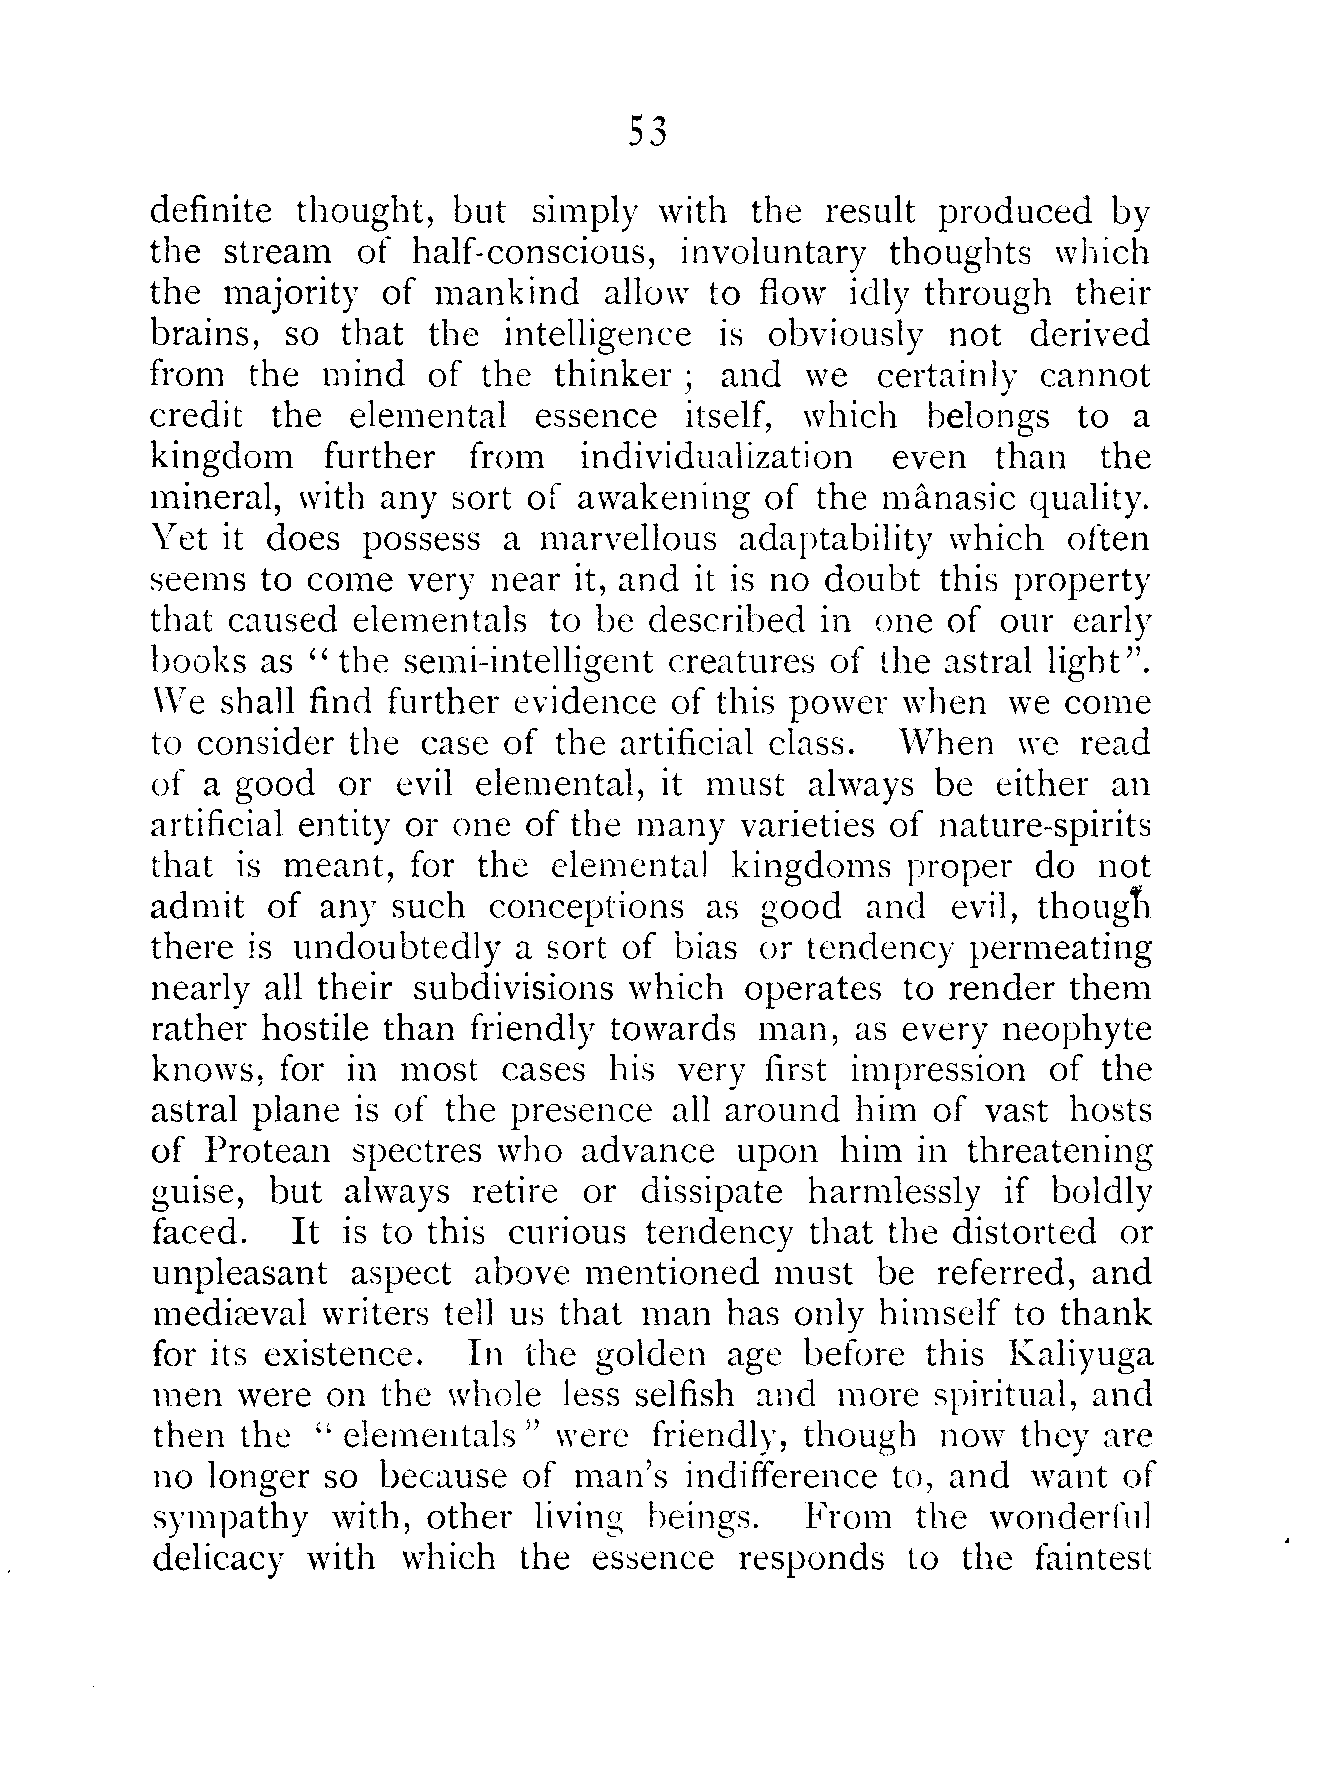 53
definite thought, but simply with the result produced by
the stream of half-conscious, involuntary thoughts which
the majority of mankind allow to flow idly through their
brains, so that the intelligence is obviously not derived
from the mind of the thinker ; and we certainly cannot
credit the elemental essence itself, which belongs to a
kingdom further from individualization even than the
mineral, with any sort of awakening of the mânasic quality.
Yet it does possess a marvellous adaptability which often
seems to come very near it, and it is no doubt this property
that caused elementals to be described in one of our early
books as “ the semi-intelligent creatures of the astral light”.
We shall find further evidence of this power when we come
to consider the case of the artificial class. When we read
of a good or evil elemental, it must always be either an
artificial entity or one of the many varieties of nature-spirits
that is meant, for the elemental kingdoms proper do not
admit of any such conceptions as good and evil, though
there is undoubtedly a sort of bias or tendency permeating
nearly all their subdivisions which operates to render them
rather hostile than friendly towards man, as every neophyte
knows, for in most cases his very first impression of the
astral plane is of the presence all around him of vast hosts
of Protean spectres who advance upon him in threatening
guise, but always retire or dissipate harmlessly if boldly
faced. It is to this curious tendency that the distorted or
unpleasant aspect above mentioned must be referred, and
mediæval writers tell us that man has only himself to thank
for its existence. In the golden age before this Kaliyuga
men were on the whole less selfish and more spiritual, and
then the “ elementals ” were friendly, though now they are
no longer so because of man’s indifference to, and want of
sympathy with, other living beings. From the wonderful
delicacy with which the essence responds to the faintest